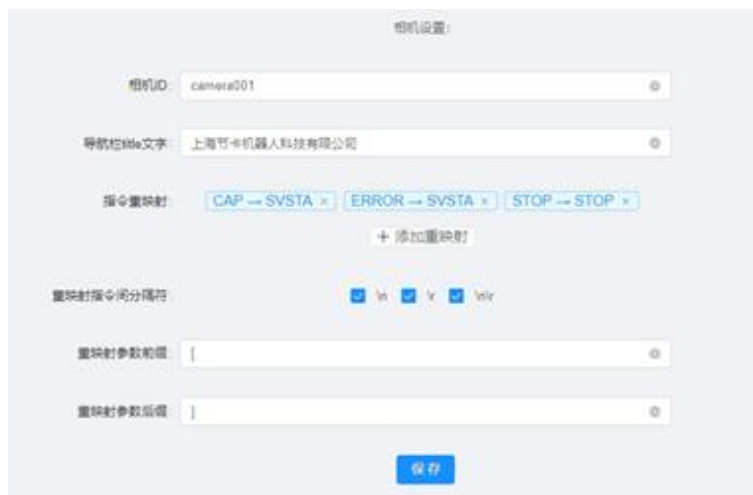 相机设置:
相机ID: camera001
导航栏title文字: 上海节卡机器人科技有限公司
指令重映射: CAP → SVSTA × ERROR → SVSTA × STOP → STOP ×
+ 添加重映射
重映射指令间分隔符: \n \r \n\r
重映射参数前缀: [
重映射参数后缀: ]
保存